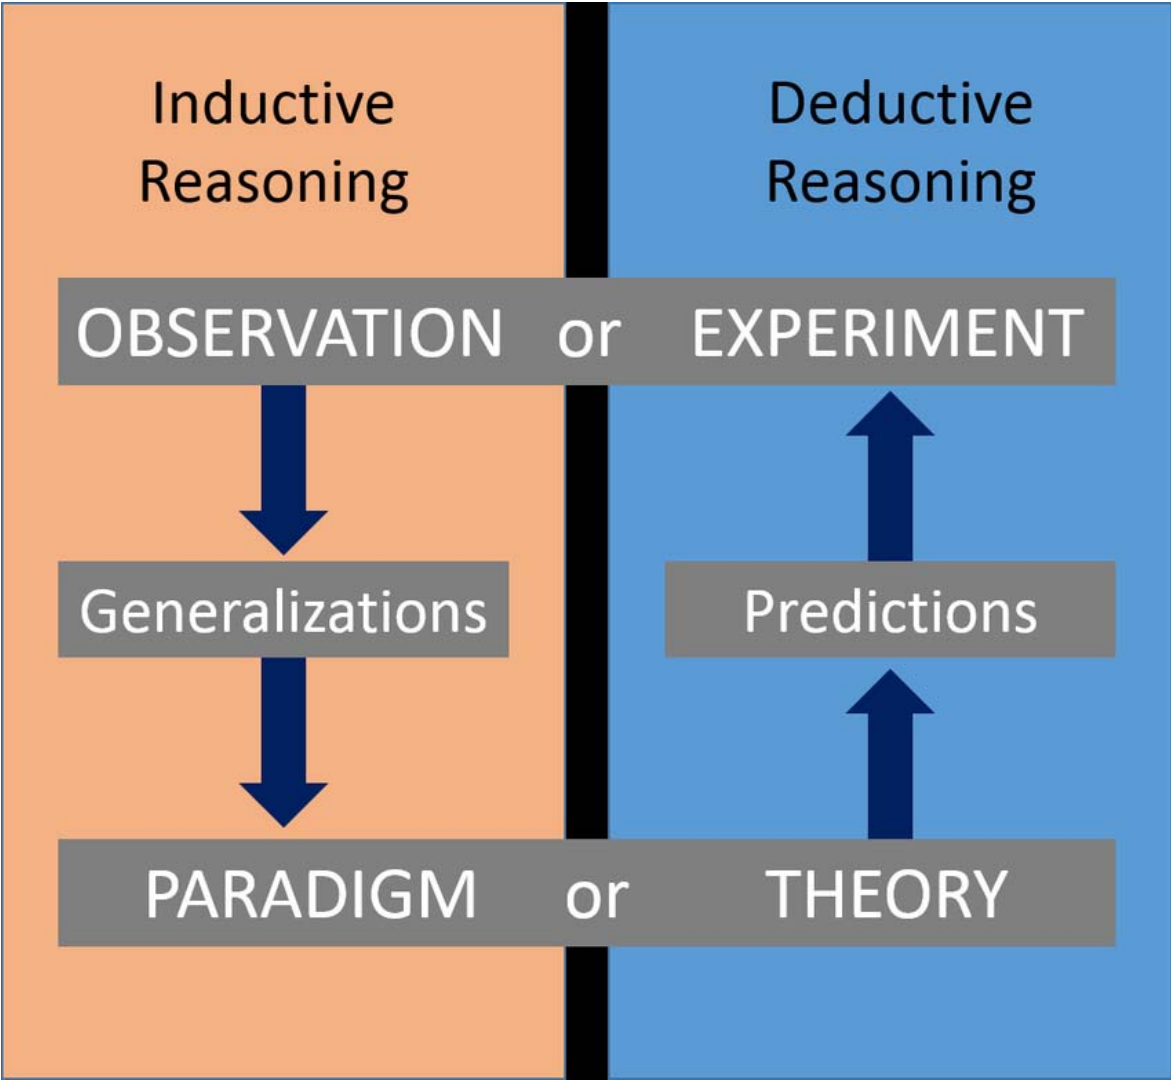 Inductive
Reasoning
Deductive
Reasoning
OBSERVATION or EXPERIMENT
Generalizations
Predictions
PARADIGM or THEORY